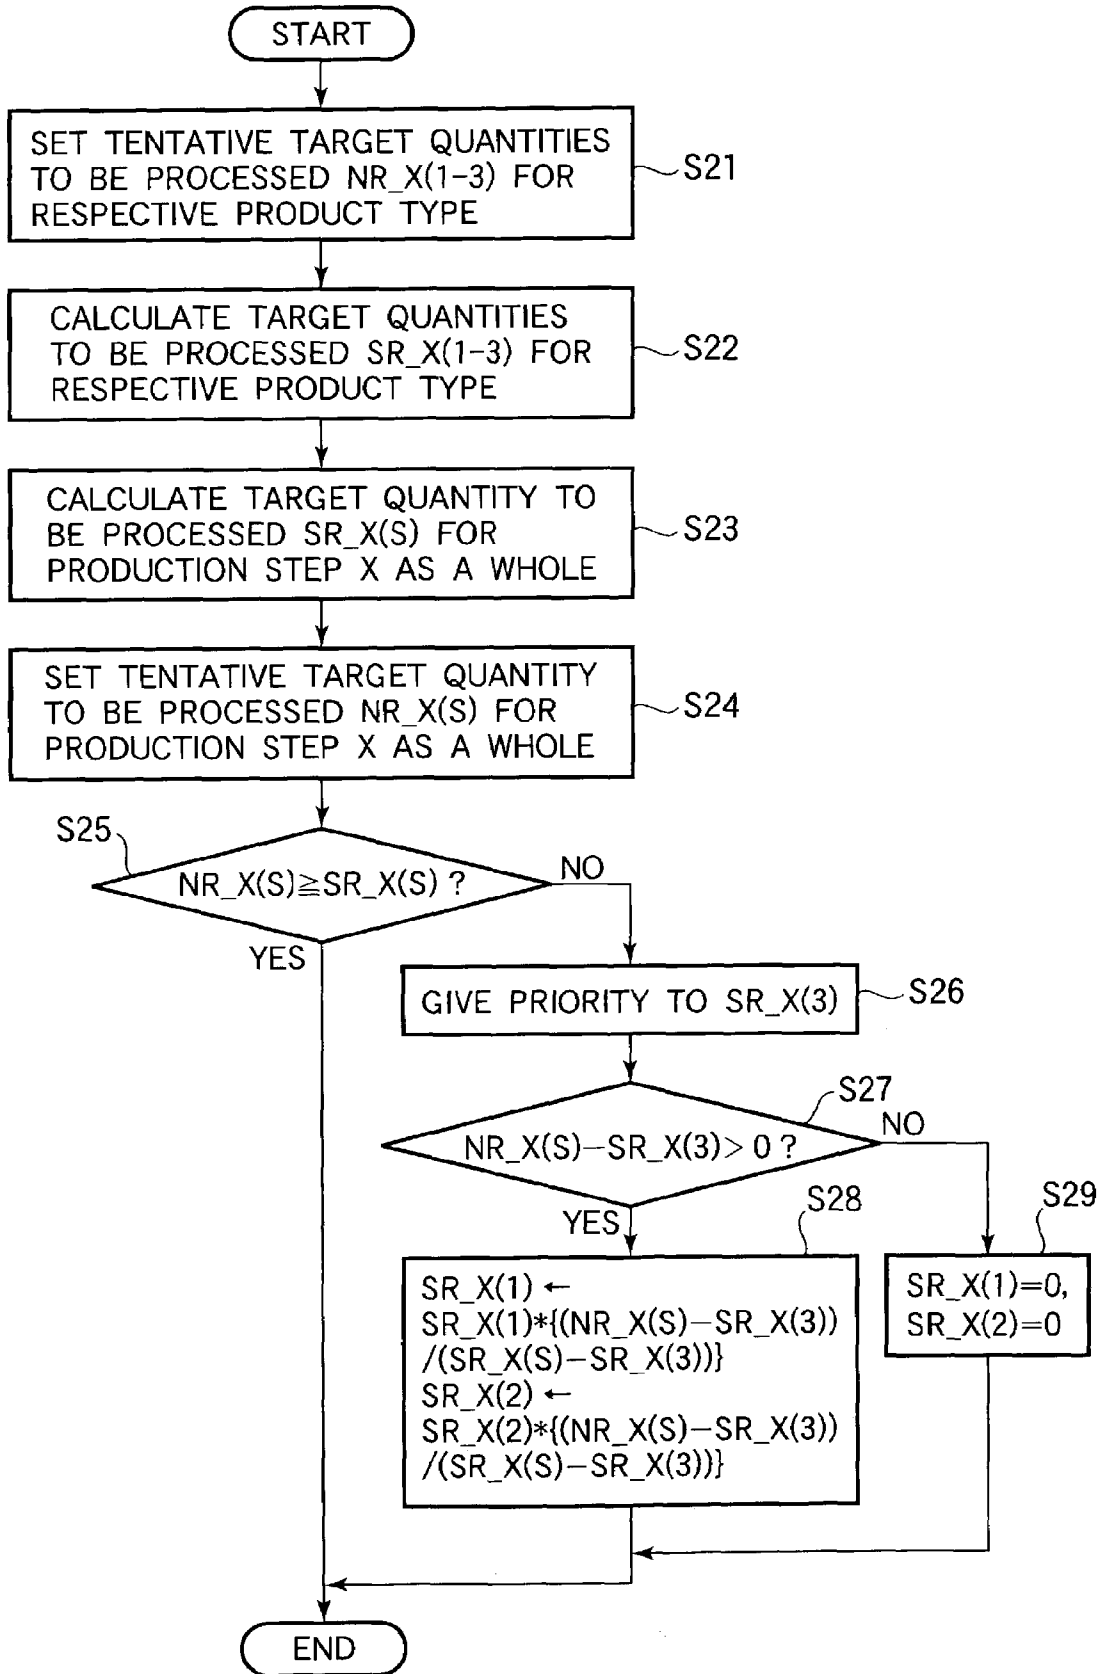 START
SET TENTATIVE TARGET QUANTITIES
TO BE PROCESSED NR_X(1-3) FOR
RESPECTIVE PRODUCT TYPE
S21
CALCULATE TARGET QUANTITIES
TO BE PROCESSED SR_X(1-3) FOR
RESPECTIVE PRODUCT TYPE
S22
CALCULATE TARGET QUANTITY TO
BE PROCESSED SR_X(S) FOR
PRODUCTION STEP X AS A WHOLE
S23
SET TENTATIVE TARGET QUANTITY
TO BE PROCESSED NR_X(S) FOR
PRODUCTION STEP X AS A WHOLE
S24
S25
NR_X(S)≧SR_X(S) ?
NO
YES
GIVE PRIORITY TO SR_X(3)
S26
S27
NR_X(S)-SR_X(3)> 0 ?
NO
YES
S28
SR_X(1) ←
SR_X(1)*{(NR_X(S)-SR_X(3))
/(SR_X(S)-SR_X(3))}
SR_X(2) ←
SR_X(2)*{(NR_X(S)-SR_X(3))
/(SR_X(S)-SR_X(3))}
S29
SR_X(1)=0,
SR_X(2)=0
END